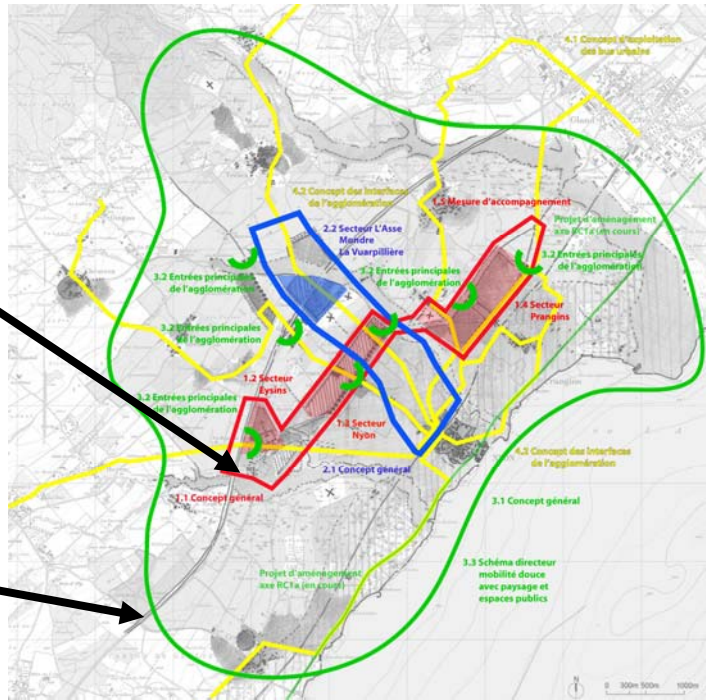 4.1 Concept d'exploitation
des bus urbains
4.2 Concept des interfaces
de l'agglomération
1.5 Mesure d'accompagnement
2.2 Secteur L'Asse
Mondre
La Vuarpillière
Projet d'aménagement
axe RC1a (en cours)
3.2 Entrées principales
de l'agglomération
3.2 Entrées principales
de l'agglomération
3.2 Entrées principales
de l'agglomération
1.4 Secteur
Prangins
3.2 Entrées principales
de l'agglomération
1.2 Secteur
Eysins
3.2 Entrées principales
de l'agglomération
1.3 Secteur
Nyon
4.2 Concept des interfaces
de l'agglomération
2.1 Concept général
1.1 Concept général
3.1 Concept général
3.3 Schéma directeur
mobilité douce
avec paysage et
espaces publics
Projet d'aménagement
axe RC1a (en cours)
N
0 300m 500m 1000m